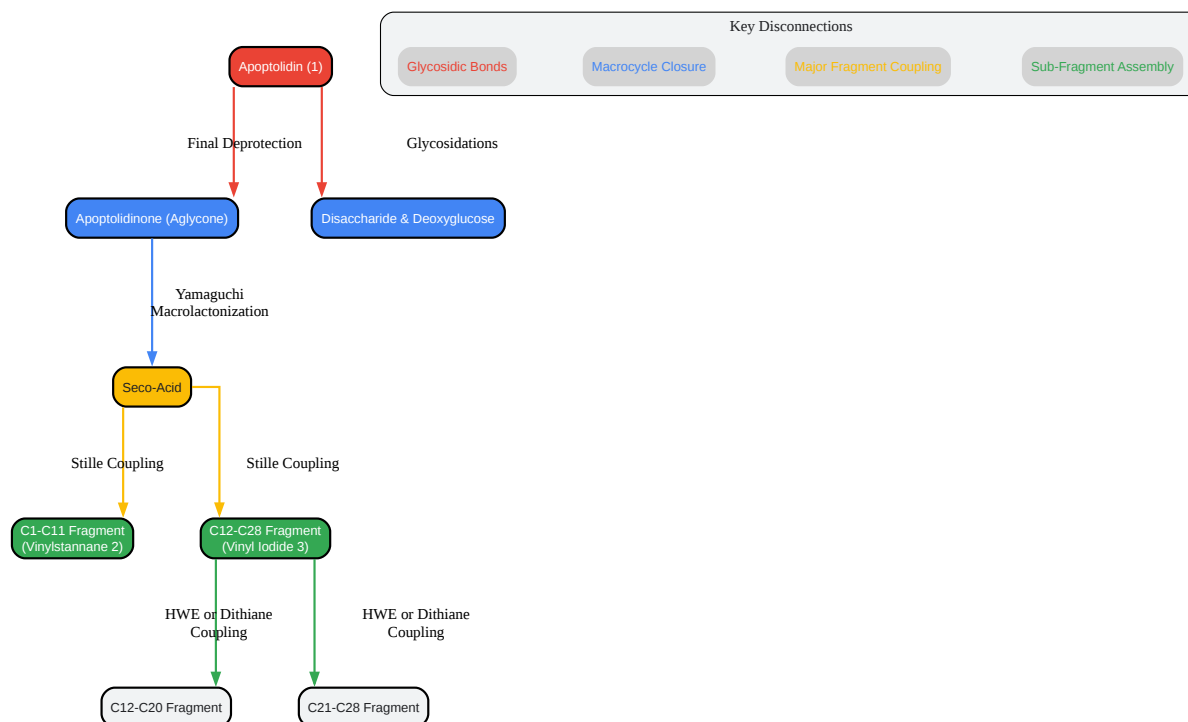 Key Disconnections
Apoptolidin (1)
Glycosidic Bonds
Macrocycle Closure
Major Fragment Coupling
Sub-Fragment Assembly
Final Deprotection
Glycosidations
Apoptolidinone (Aglycone)
Disaccharide & Deoxyglucose
Yamaguchi
Macrolactonization
Seco-Acid
Stille Coupling
Stille Coupling
C1-C11 Fragment
(Vinylstannane 2)
C12-C28 Fragment
(Vinyl Iodide 3)
HWE or Dithiane
Coupling
HWE or Dithiane
Coupling
C12-C20 Fragment
C21-C28 Fragment